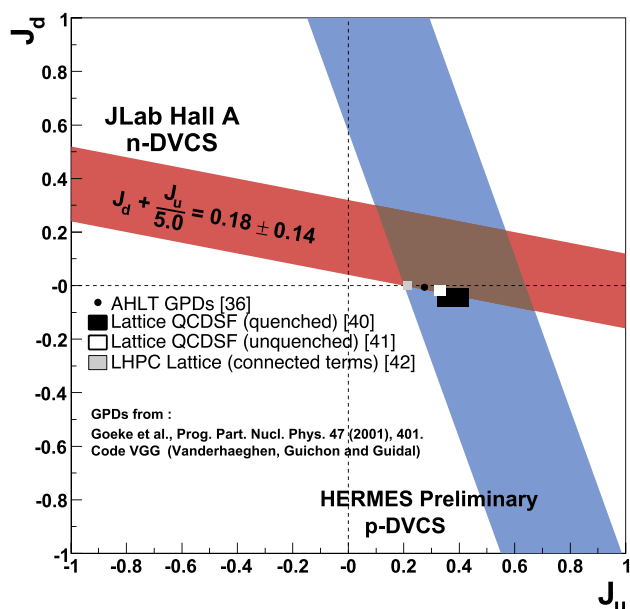 J_d
1
0.8
0.6
0.4
0.2
-0
-0.2
-0.4
-0.6
-0.8
-1
JLab Hall A
n-DVCS
J_d + J_u/5.0 = 0.18 ± 0.14
AHLT GPDs [36]
Lattice QCDSF (quenched) [40]
Lattice QCDSF (unquenched) [41]
LHPC Lattice (connected terms) [42]
GPDs from :
Goeke et al., Prog. Part. Nucl. Phys. 47 (2001), 401.
Code VGG (Vanderhaeghen, Guichon and Guidal)
HERMES Preliminary
p-DVCS
-1 -0.8 -0.6 -0.4 -0.2 -0 0.2 0.4 0.6 0.8 1
J_u